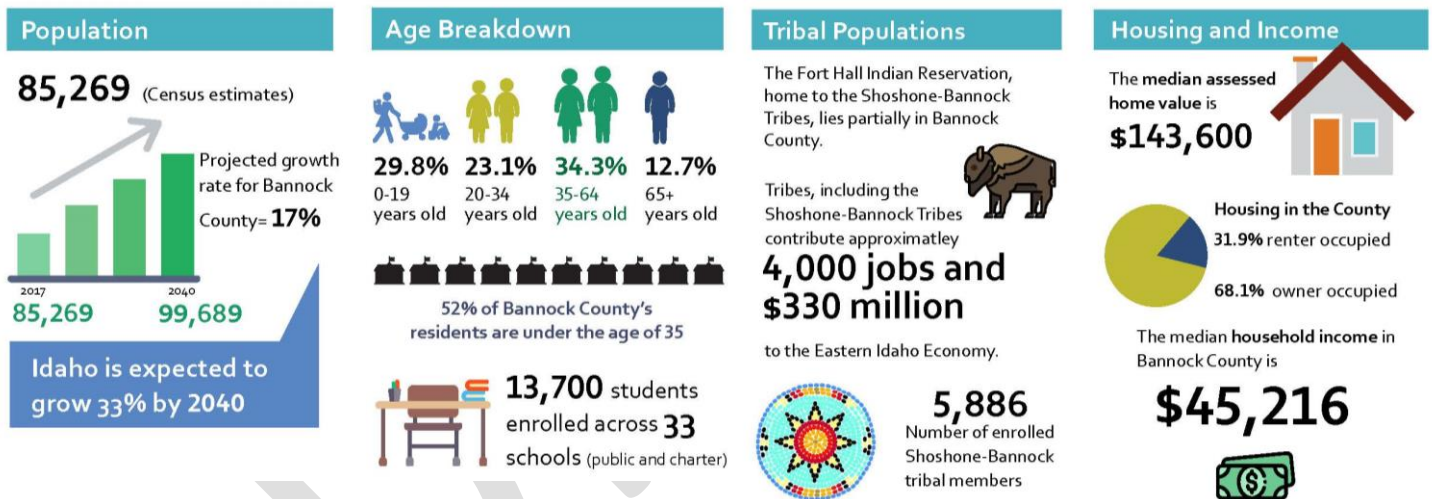 Population
85,269 (Census estimates)
Projected growth
rate for Bannock
County= 17%
2017
2040
85,269
99,689
Idaho is expected to
grow 33% by 2040
Age Breakdown
29.8%
0-19
years old
23.1%
20-34
years old
34.3%
35-64
years old
12.7%
65+
years old
52% of Bannock County's
residents are under the age of 35
13,700 students
enrolled across 33
schools (public and charter)
Tribal Populations
The Fort Hall Indian Reservation,
home to the Shoshone-Bannock
Tribes, lies partially in Bannock
County.
Tribes, including the
Shoshone-Bannock Tribes
contribute approximatley
4,000 jobs and
$330 million
to the Eastern Idaho Economy.
5,886
Number of enrolled
Shoshone-Bannock
tribal members
Housing and Income
The median assessed
home value is
$143,600
Housing in the County
31.9% renter occupied
68.1% owner occupied
The median household income in
Bannock County is
$45,216
$